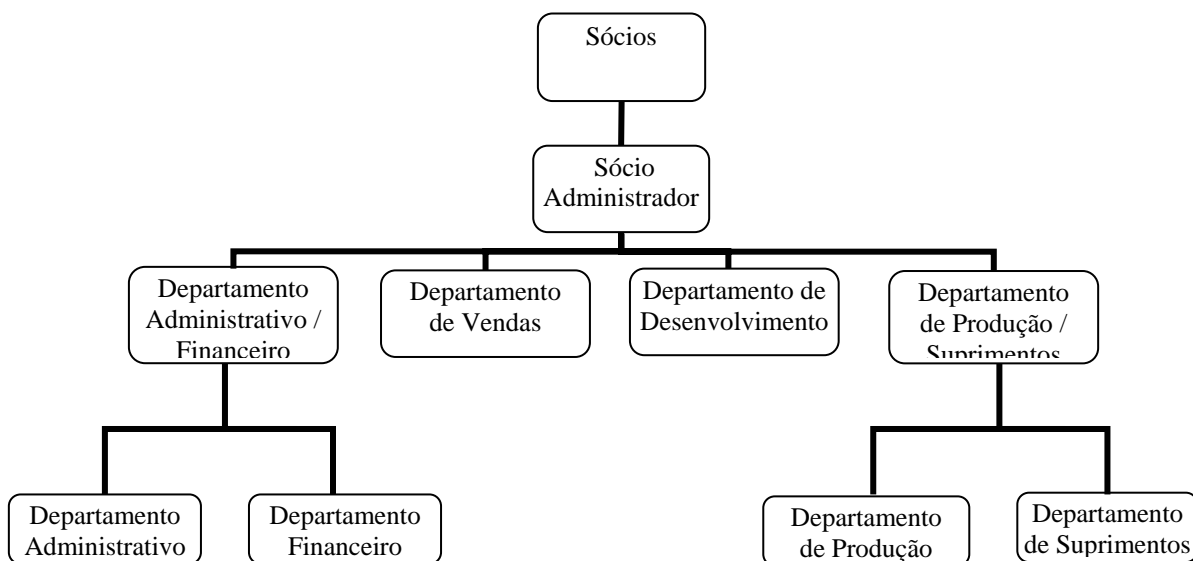 Sócios
Sócio
Administrador
Departamento
Administrativo /
Financeiro
Departamento
de Vendas
Departamento de
Desenvolvimento
Departamento
de Produção /
Suprimentos
Departamento
Administrativo
Departamento
Financeiro
Departamento
de Produção
Departamento
de Suprimentos